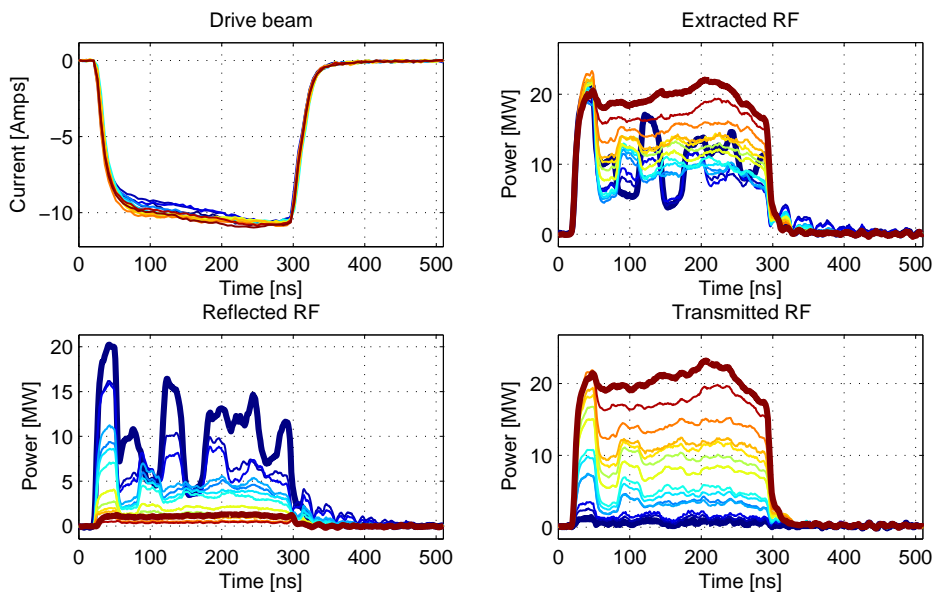 Drive beam
0
−5
−10
Current [Amps]
0 100 200 300 400 500
Time [ns]
Extracted RF
20
10
0
Power [MW]
0 100 200 300 400 500
Time [ns]
Reflected RF
20
15
10
5
0
Power [MW]
0 100 200 300 400 500
Time [ns]
Transmitted RF
20
10
0
Power [MW]
0 100 200 300 400 500
Time [ns]